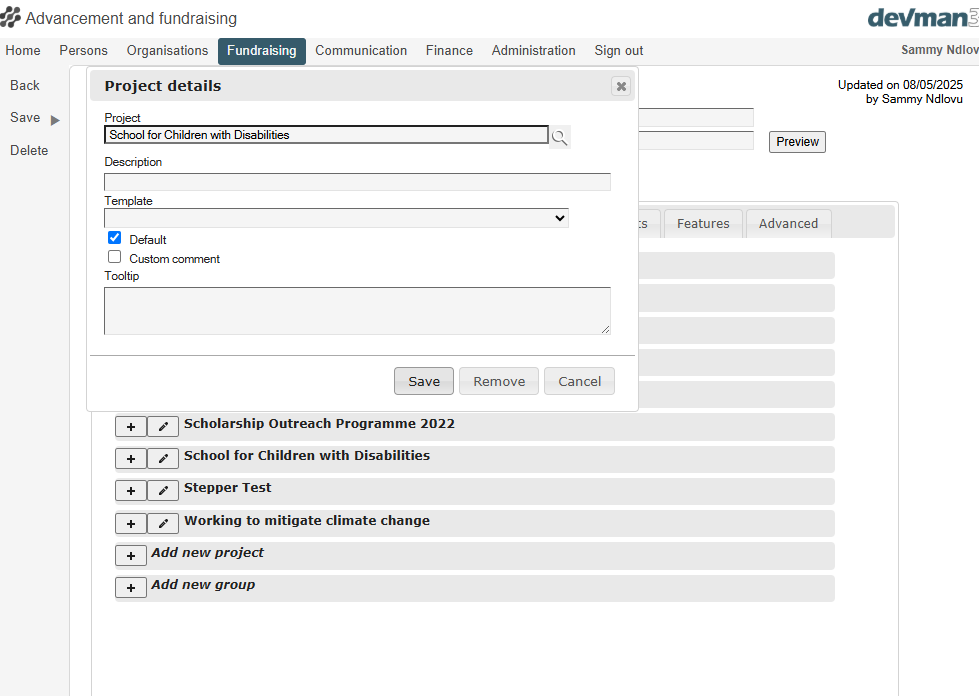 Advancement and fundraising
devman3
Home Persons Organisations Fundraising Communication Finance Administration Sign out Sammy Ndlov
Back
Save
Delete
Project details
Updated on 08/05/2025
by Sammy Ndlovu
Project
School for Children with Disabilities
Preview
Description
Template
Default
Custom comment
Tooltip
Features Advanced
Save Remove Cancel
Scholarship Outreach Programme 2022
School for Children with Disabilities
Stepper Test
Working to mitigate climate change
Add new project
Add new group